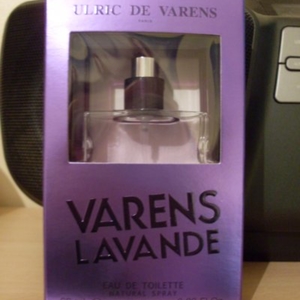 ULRIC DE VARENS
PARIS
VARENS
LAVANDE
EAU DE TOILETTE
NATURAL SPRAY